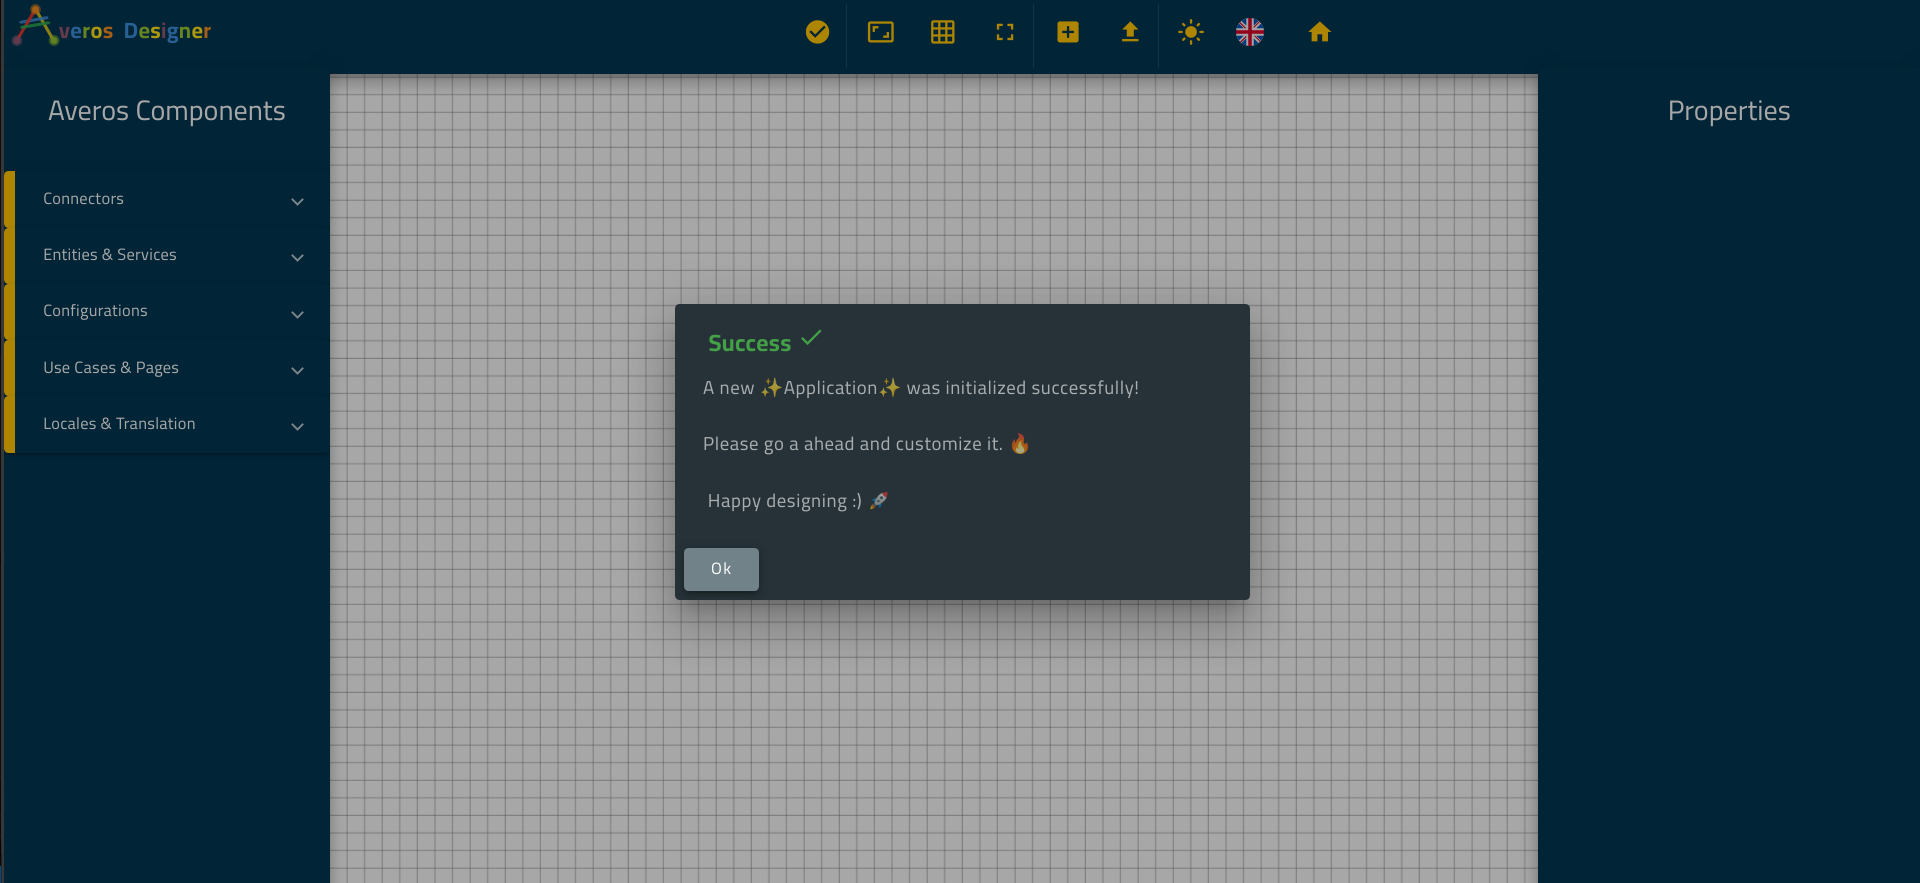 Averos Designer
Averos Components
Properties
Connectors
Entities & Services
Configurations
Use Cases & Pages
Locales & Translation
Success
A new ✨Application✨ was initialized successfully!
Please go a ahead and customize it. 🔥
Happy designing :) 🚀
Ok